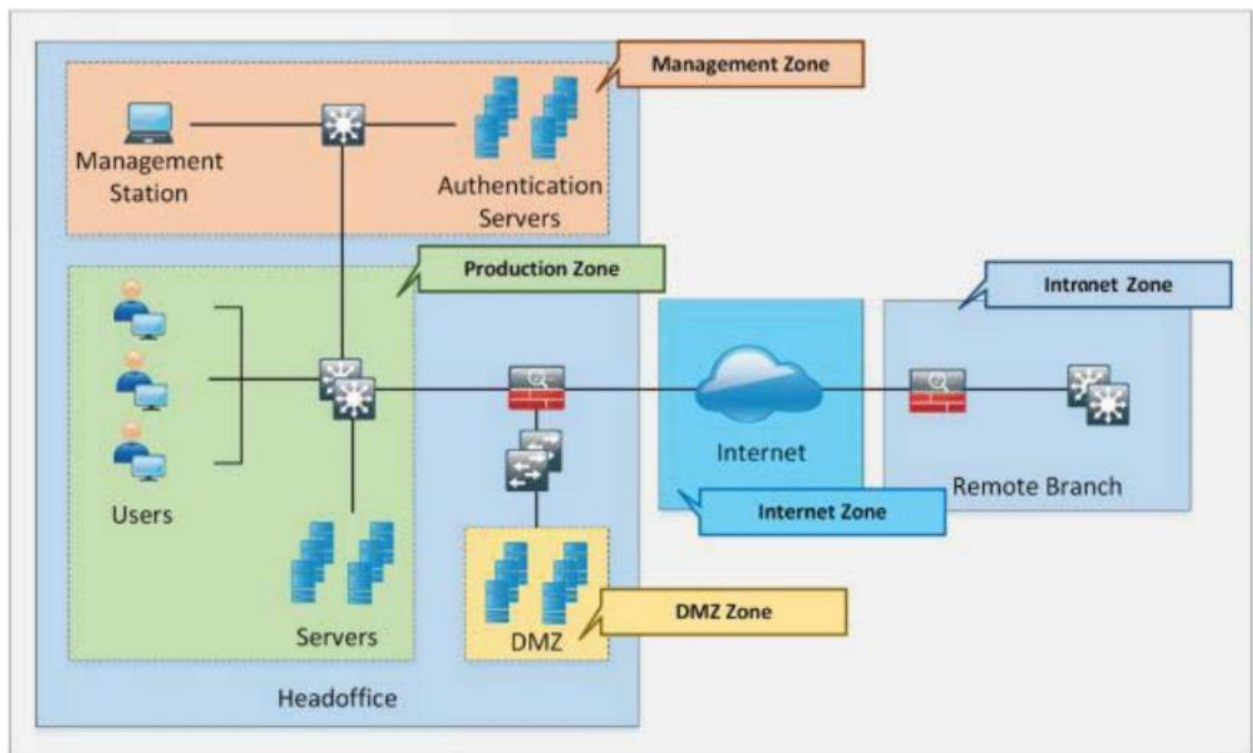 Management Zone
Management
Station
Authentication
Servers
Production Zone
Intranet Zone
Users
Internet
Remote Branch
Internet Zone
Servers
DMZ
DMZ Zone
Headoffice